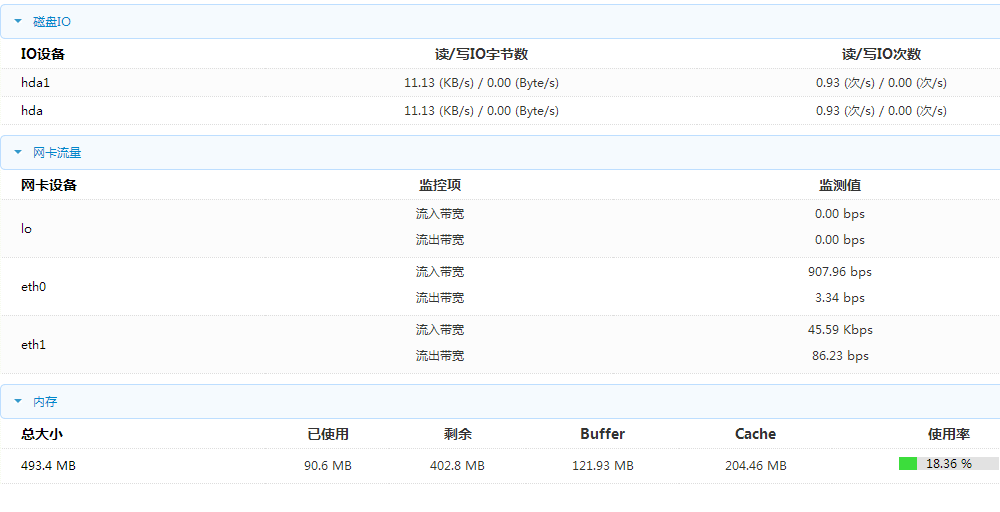 磁盘IO
IO设备 读/写IO字节数 读/写IO次数
hda1 11.13 (KB/s) / 0.00 (Byte/s) 0.93 (次/s) / 0.00 (次/s)
hda 11.13 (KB/s) / 0.00 (Byte/s) 0.93 (次/s) / 0.00 (次/s)
网卡流量
网卡设备 监控项 监测值
lo
流入带宽 0.00 bps
流出带宽 0.00 bps
eth0
流入带宽 907.96 bps
流出带宽 3.34 bps
eth1
流入带宽 45.59 Kbps
流出带宽 86.23 bps
内存
总大小 已使用 剩余 Buffer Cache 使用率
493.4 MB 90.6 MB 402.8 MB 121.93 MB 204.46 MB 18.36 %